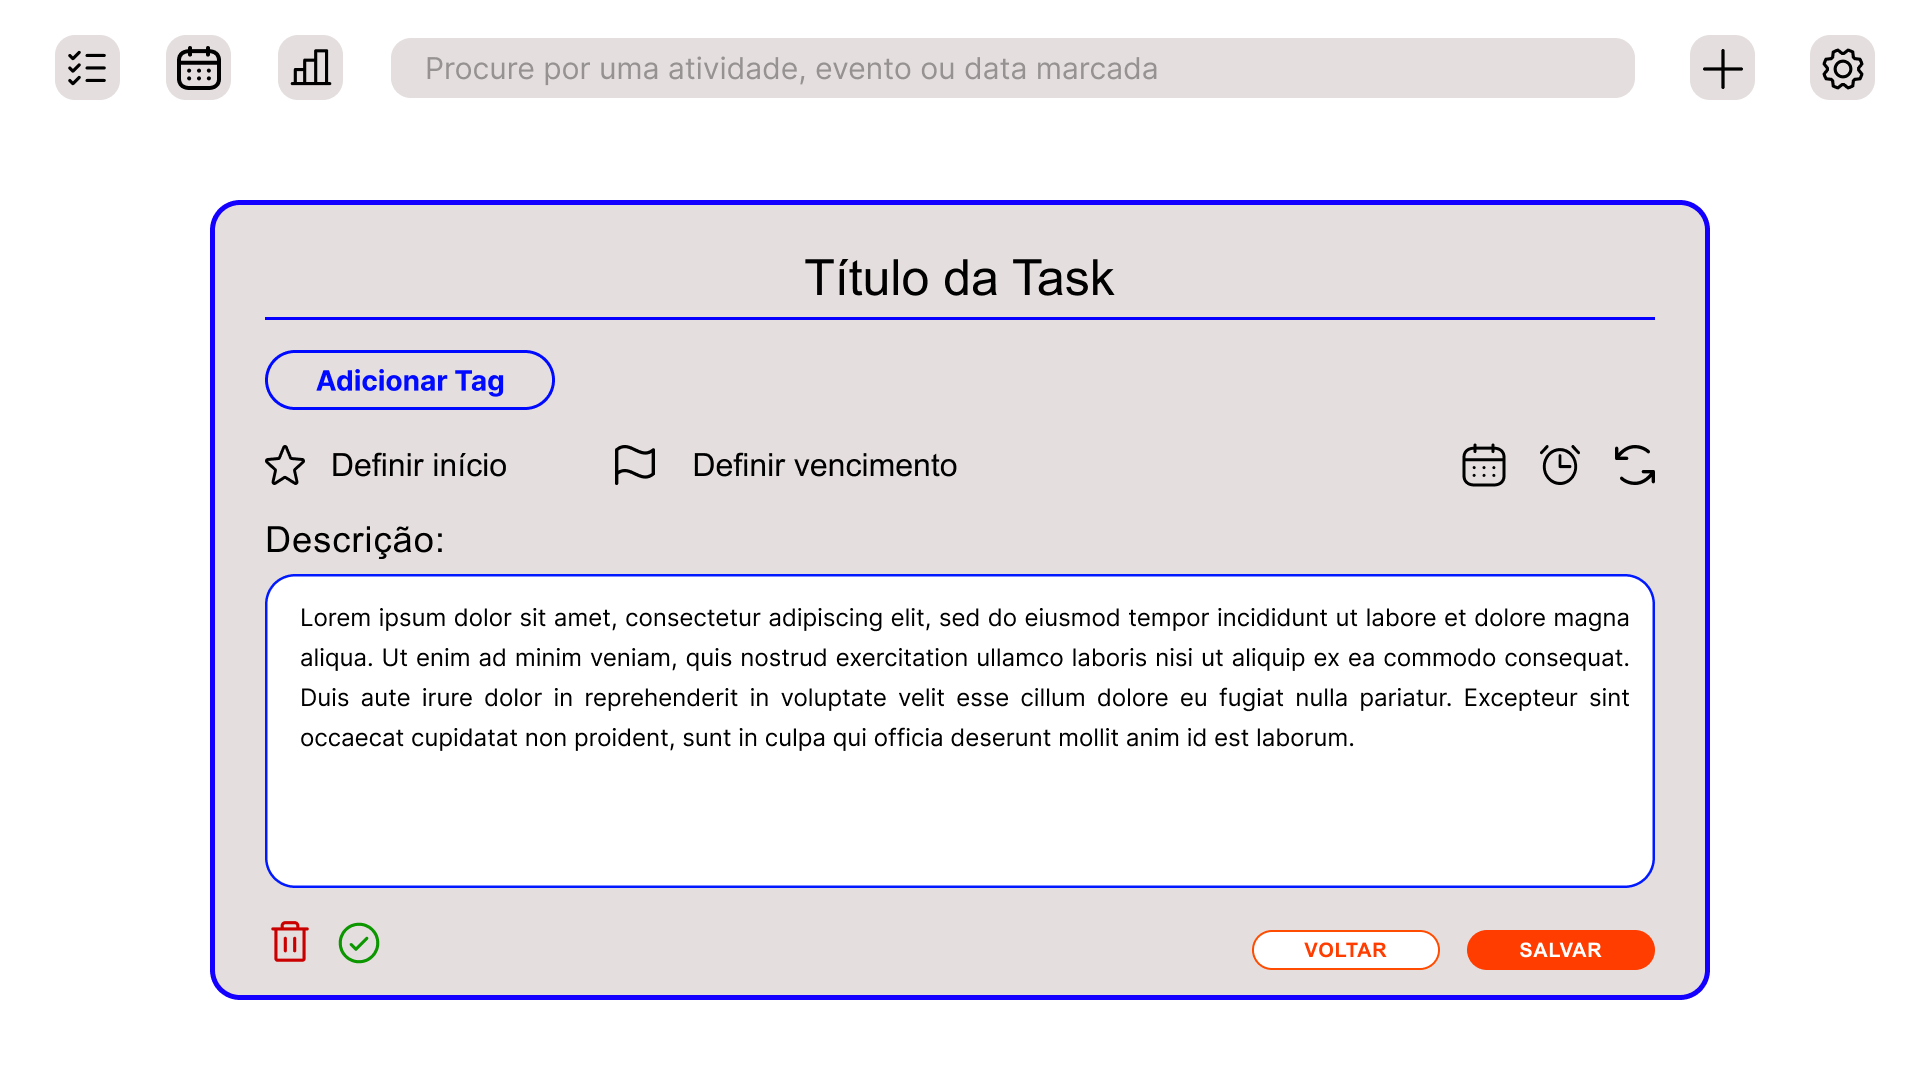 Procure por uma atividade, evento ou data marcada
Título da Task
Adicionar Tag
Definir início
Definir vencimento
Descrição:
Lorem ipsum dolor sit amet, consectetur adipiscing elit, sed do eiusmod tempor incididunt ut labore et dolore magna
aliqua. Ut enim ad minim veniam, quis nostrud exercitation ullamco laboris nisi ut aliquip ex ea commodo consequat.
Duis aute irure dolor in reprehenderit in voluptate velit esse cillum dolore eu fugiat nulla pariatur. Excepteur sint
occaecat cupidatat non proident, sunt in culpa qui officia deserunt mollit anim id est laborum.
VOLTAR
SALVAR